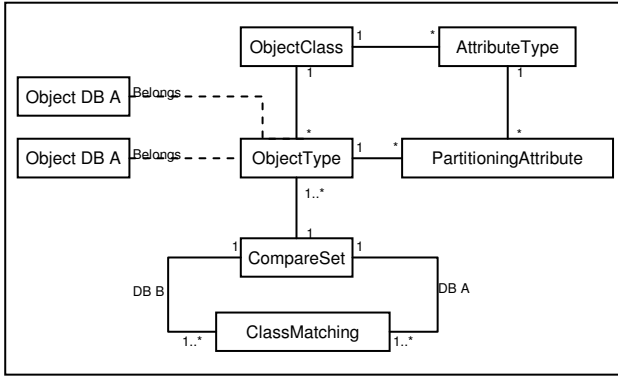 ObjectClass
1
*
AttributeType
1
1
Object DB A
Belongs
*
*
Object DB A
Belongs
ObjectType
1
*
PartitioningAttribute
1..*
1
1
CompareSet
1
DB B
DB A
ClassMatching
1..*
1..*